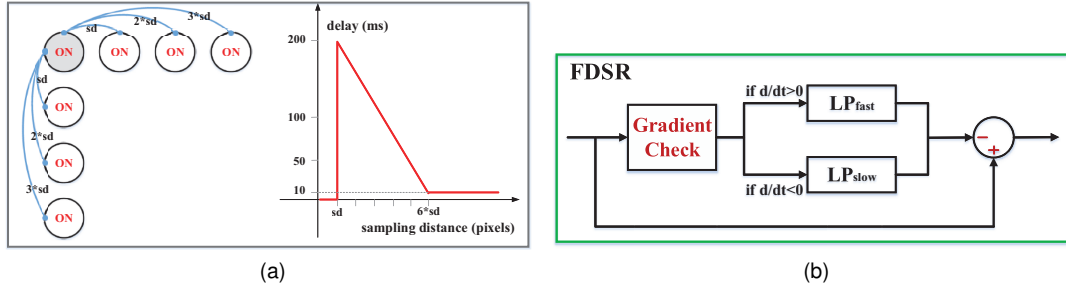 3*sd
2*sd
sd
ON ON ON ON
sd
ON
2*sd
ON
3*sd
ON
delay (ms)
200
100
50
10
sd 6*sd
sampling distance (pixels)
(a)
FDSR
Gradient
Check
if d/dt>0
LPfast
if d/dt<0
LPslow
−
+
(b)